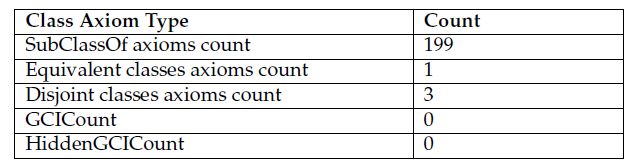 Class Axiom Type Count
SubClassOf axioms count 199
Equivalent classes axioms count 1
Disjoint classes axioms count 3
GCICount 0
HiddenGCICount 0